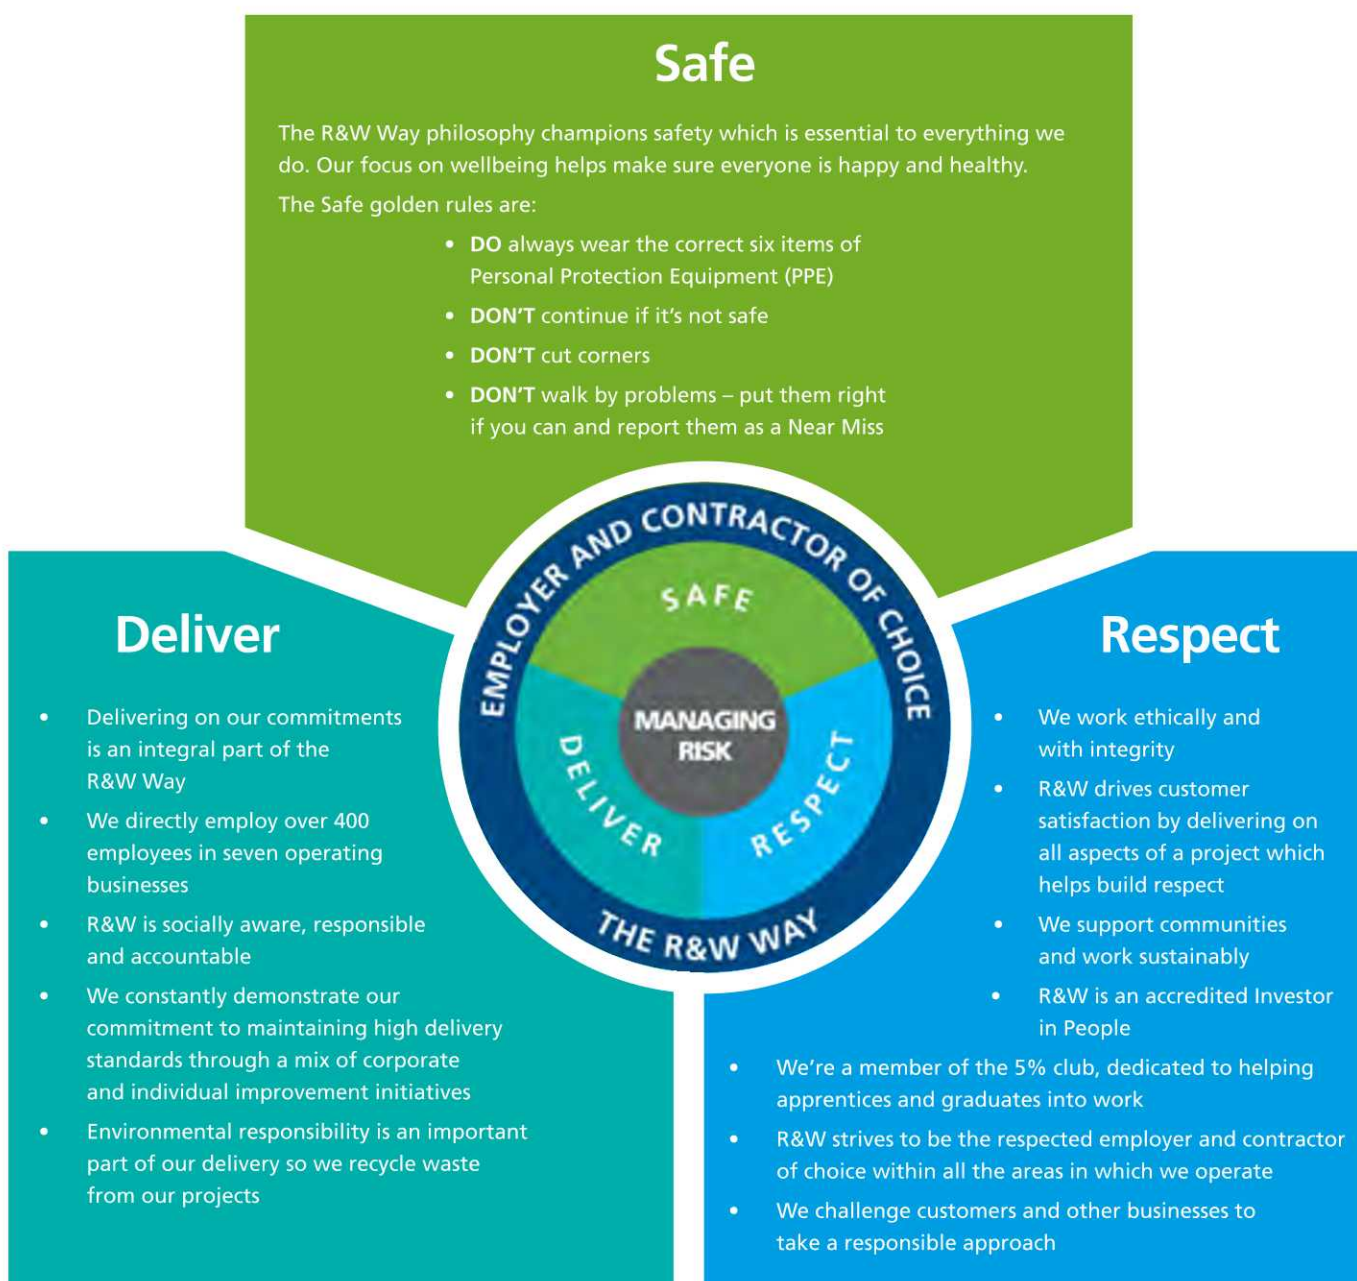 Safe
The R&W Way philosophy champions safety which is essential to everything we
do. Our focus on wellbeing helps make sure everyone is happy and healthy.
The Safe golden rules are:
• DO always wear the correct six items of
Personal Protection Equipment (PPE)
• DON'T continue if it's not safe
• DON'T cut corners
• DON'T walk by problems – put them right
if you can and report them as a Near Miss
EMPLOYER AND CONTRACTOR OF CHOICE
SAFE
MANAGING
RISK
DELIVER
RESPECT
THE R&W WAY
Deliver
• Delivering on our commitments
is an integral part of the
R&W Way
• We directly employ over 400
employees in seven operating
businesses
• R&W is socially aware, responsible
and accountable
• We constantly demonstrate our
commitment to maintaining high delivery
standards through a mix of corporate
and individual improvement initiatives
• Environmental responsibility is an important
part of our delivery so we recycle waste
from our projects
Respect
• We work ethically and
with integrity
• R&W drives customer
satisfaction by delivering on
all aspects of a project which
helps build respect
• We support communities
and work sustainably
• R&W is an accredited Investor
in People
• We're a member of the 5% club, dedicated to helping
apprentices and graduates into work
• R&W strives to be the respected employer and contractor
of choice within all the areas in which we operate
• We challenge customers and other businesses to
take a responsible approach